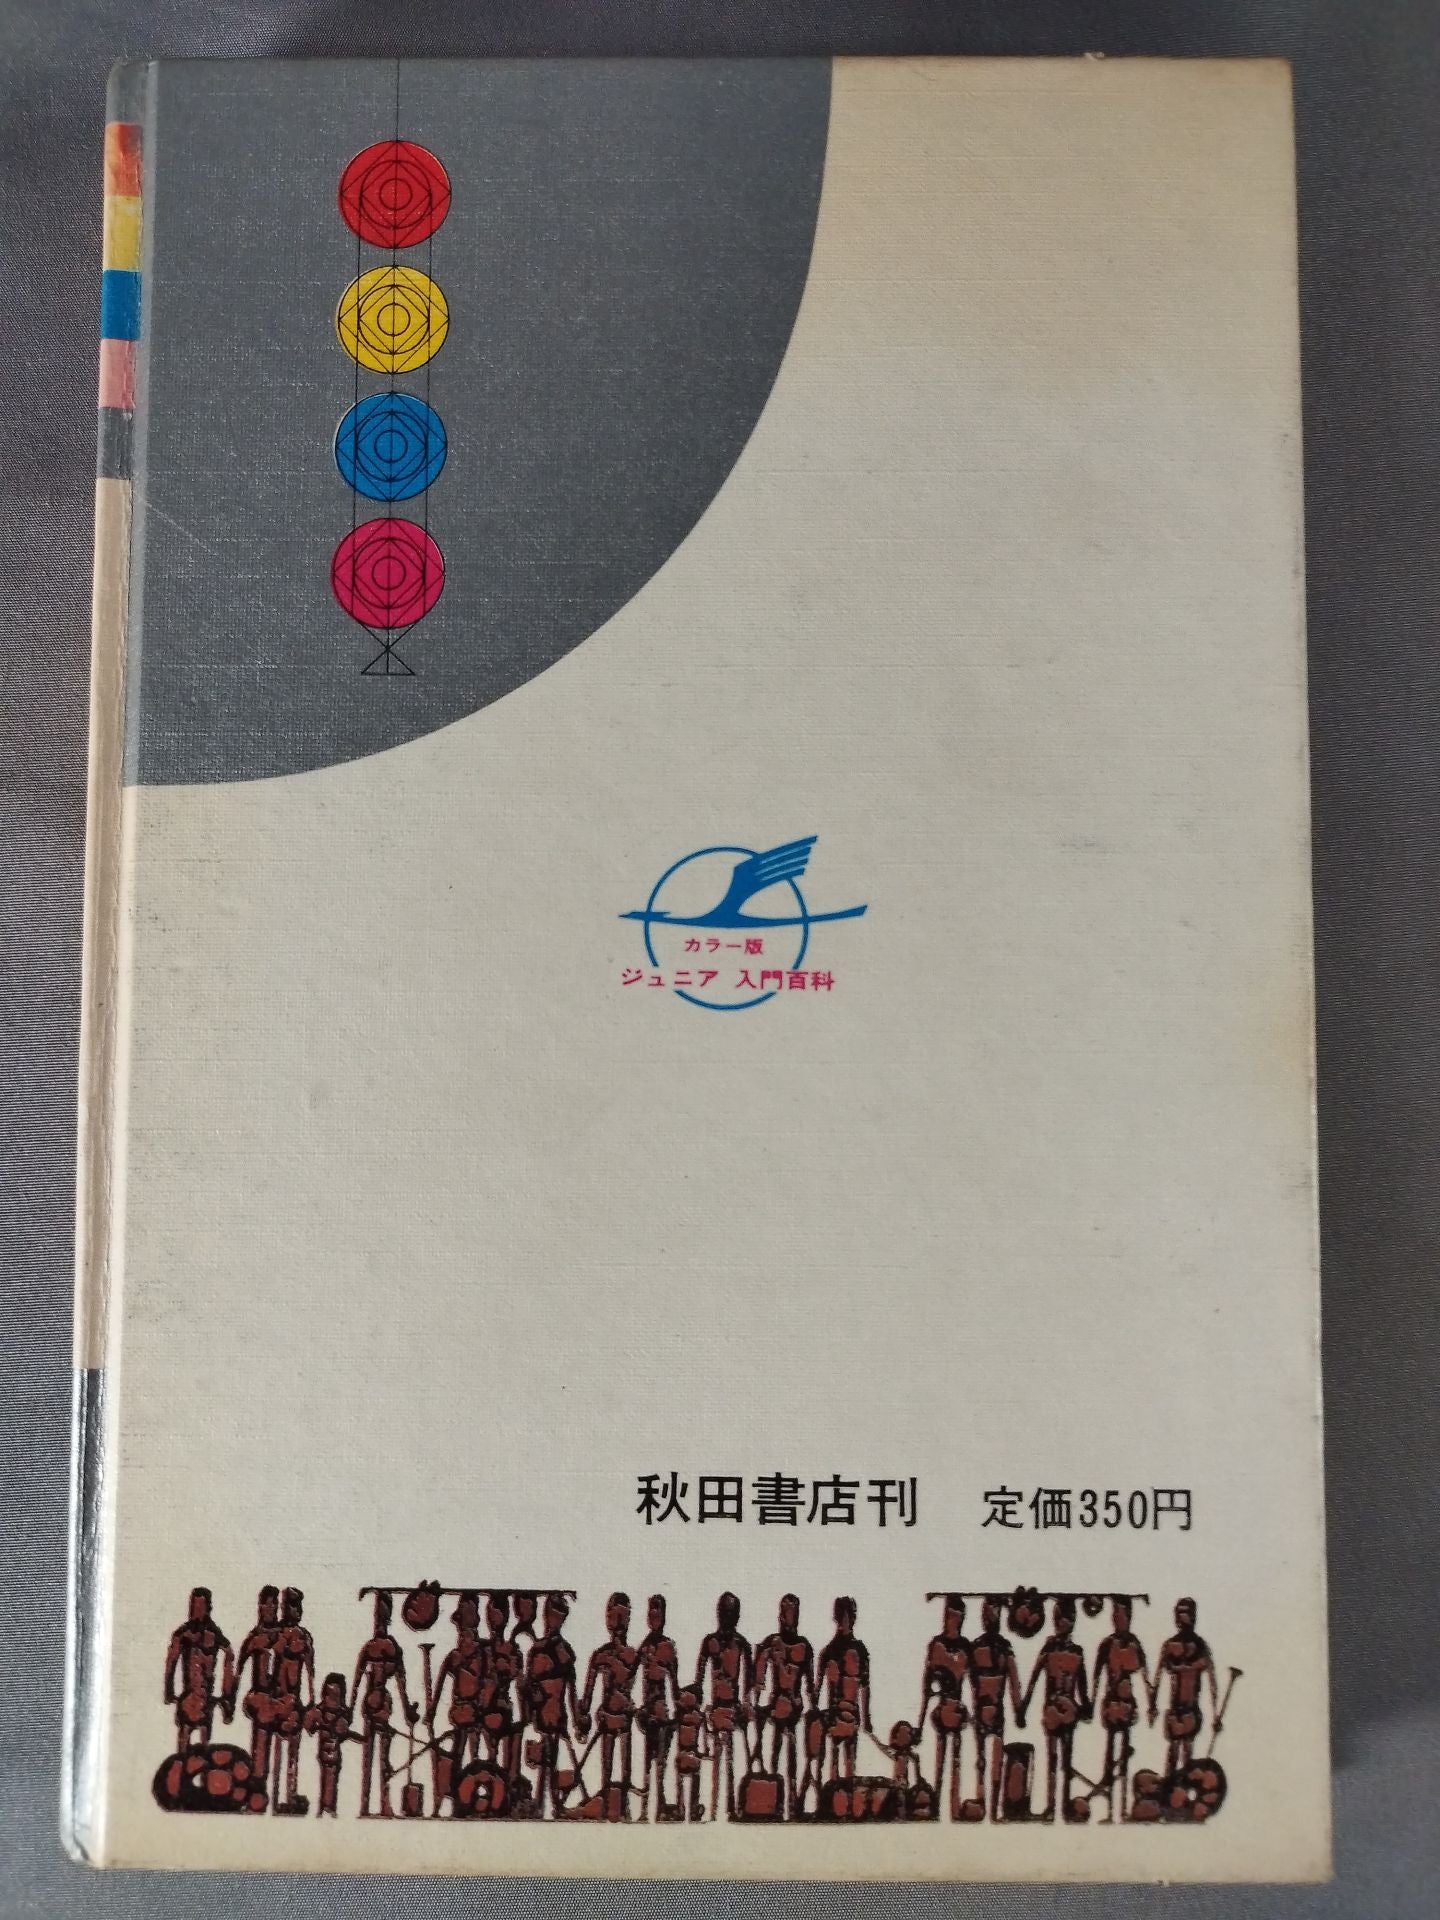 カラー版
ジュニア 入門百科
秋田書店刊 定価350円